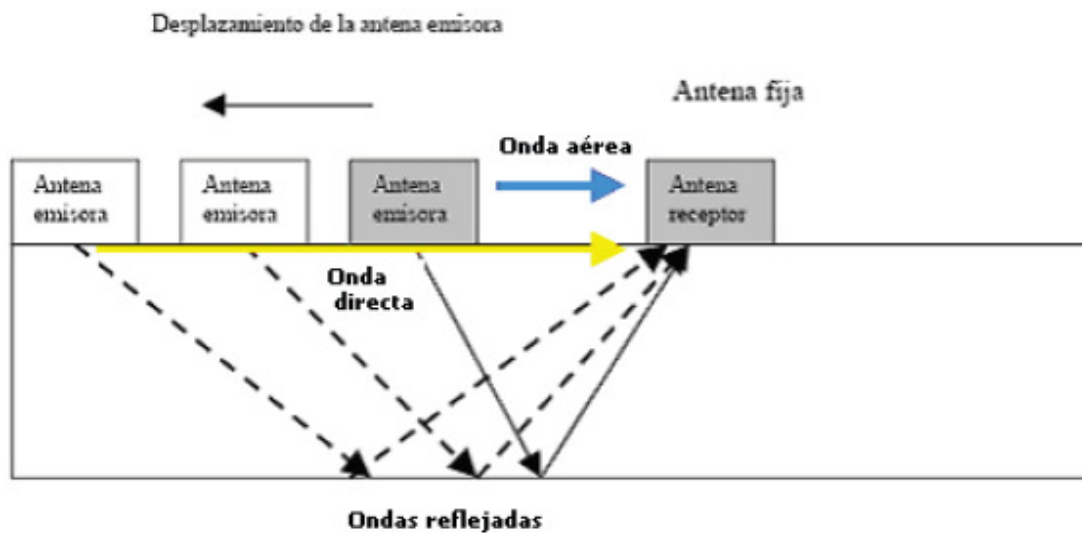 Desplazamiento de la antena emisora
Antena fija
Onda aérea
Antena
emisora
Antena
emisora
Antena
emisora
Antena
receptor
Onda
directa
Ondas reflejadas